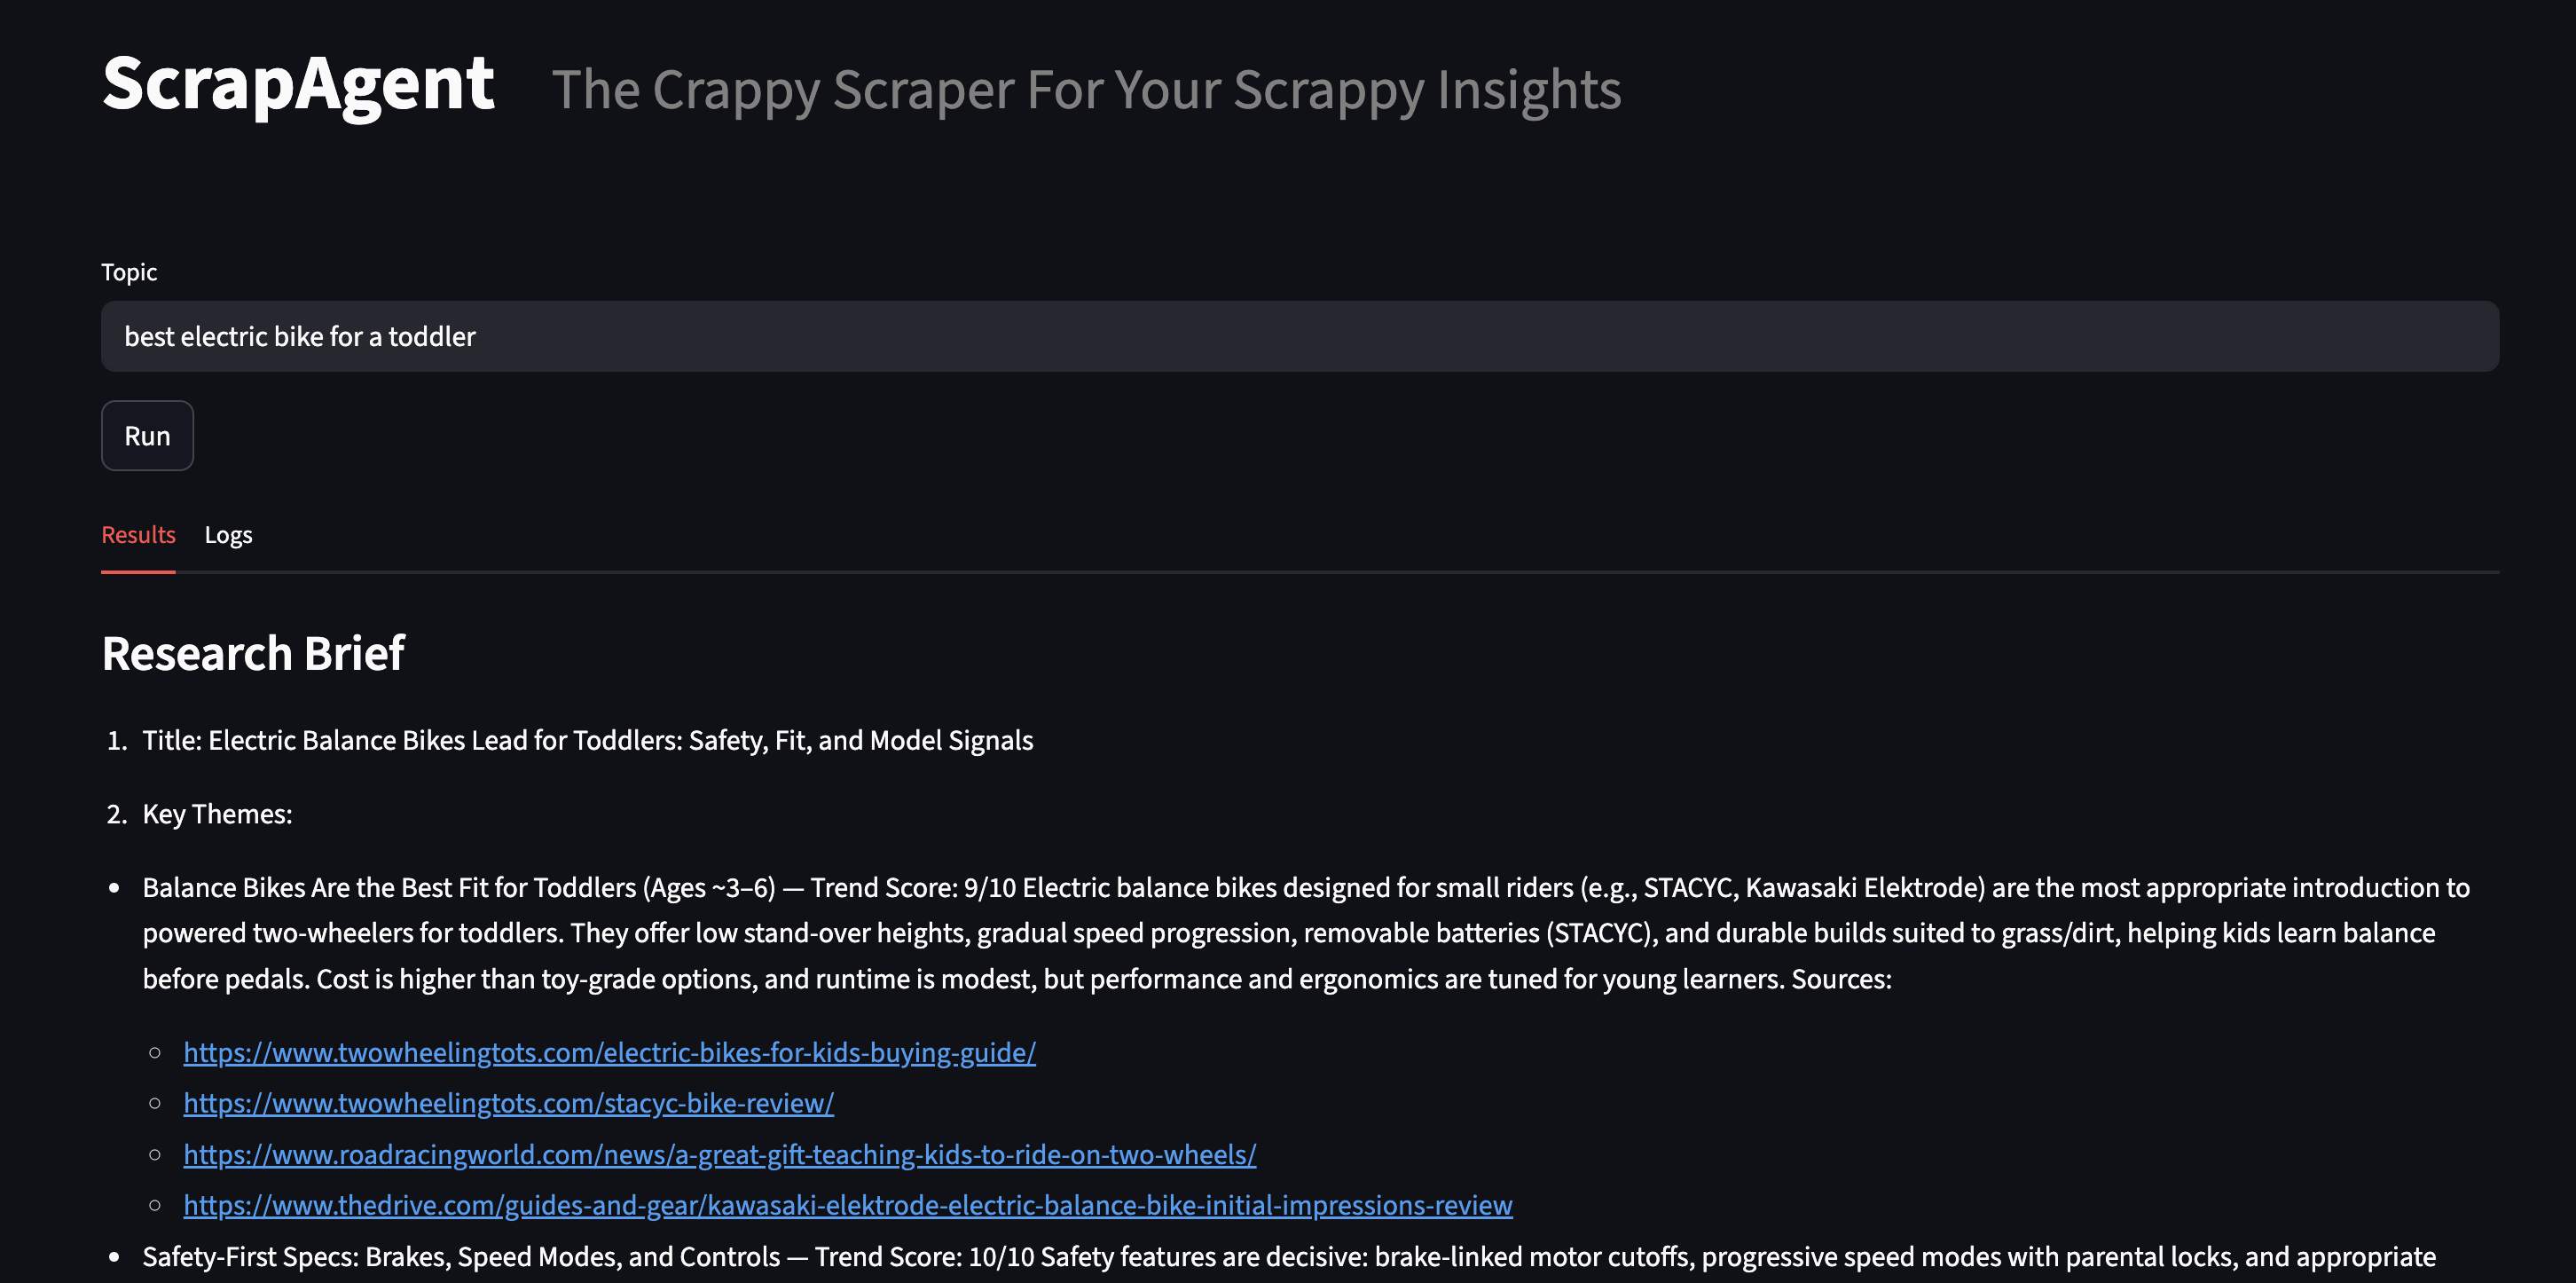 ScrapAgent The Crappy Scraper For Your Scrappy Insights
Topic
best electric bike for a toddler
Run
Results Logs
Research Brief
1. Title: Electric Balance Bikes Lead for Toddlers: Safety, Fit, and Model Signals
2. Key Themes:
• Balance Bikes Are the Best Fit for Toddlers (Ages ~3–6) — Trend Score: 9/10 Electric balance bikes designed for small riders (e.g., STACYC, Kawasaki Elektrode) are the most appropriate introduction to
powered two-wheelers for toddlers. They offer low stand-over heights, gradual speed progression, removable batteries (STACYC), and durable builds suited to grass/dirt, helping kids learn balance
before pedals. Cost is higher than toy-grade options, and runtime is modest, but performance and ergonomics are tuned for young learners. Sources:
○ https://www.twowheelingtots.com/electric-bikes-for-kids-buying-guide/
○ https://www.twowheelingtots.com/stacyc-bike-review/
○ https://www.roadracingworld.com/news/a-great-gift-teaching-kids-to-ride-on-two-wheels/
○ https://www.thedrive.com/guides-and-gear/kawasaki-elektrode-electric-balance-bike-initial-impressions-review
• Safety-First Specs: Brakes, Speed Modes, and Controls — Trend Score: 10/10 Safety features are decisive: brake-linked motor cutoffs, progressive speed modes with parental locks, and appropriate